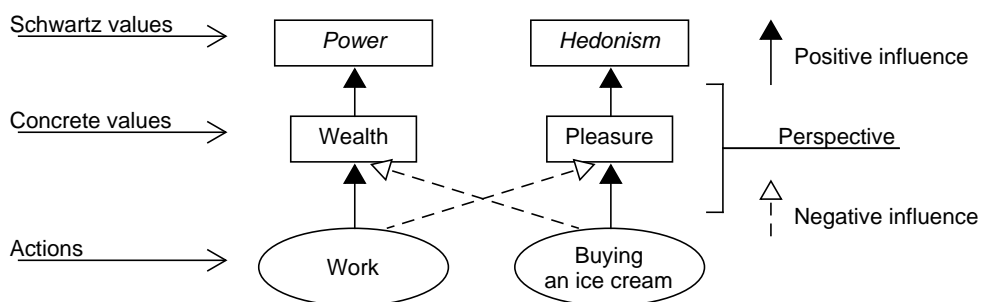 Schwartz values
Power
Hedonism
Positive influence
Concrete values
Wealth
Pleasure
Perspective
Negative influence
Actions
Work
Buying
an ice cream